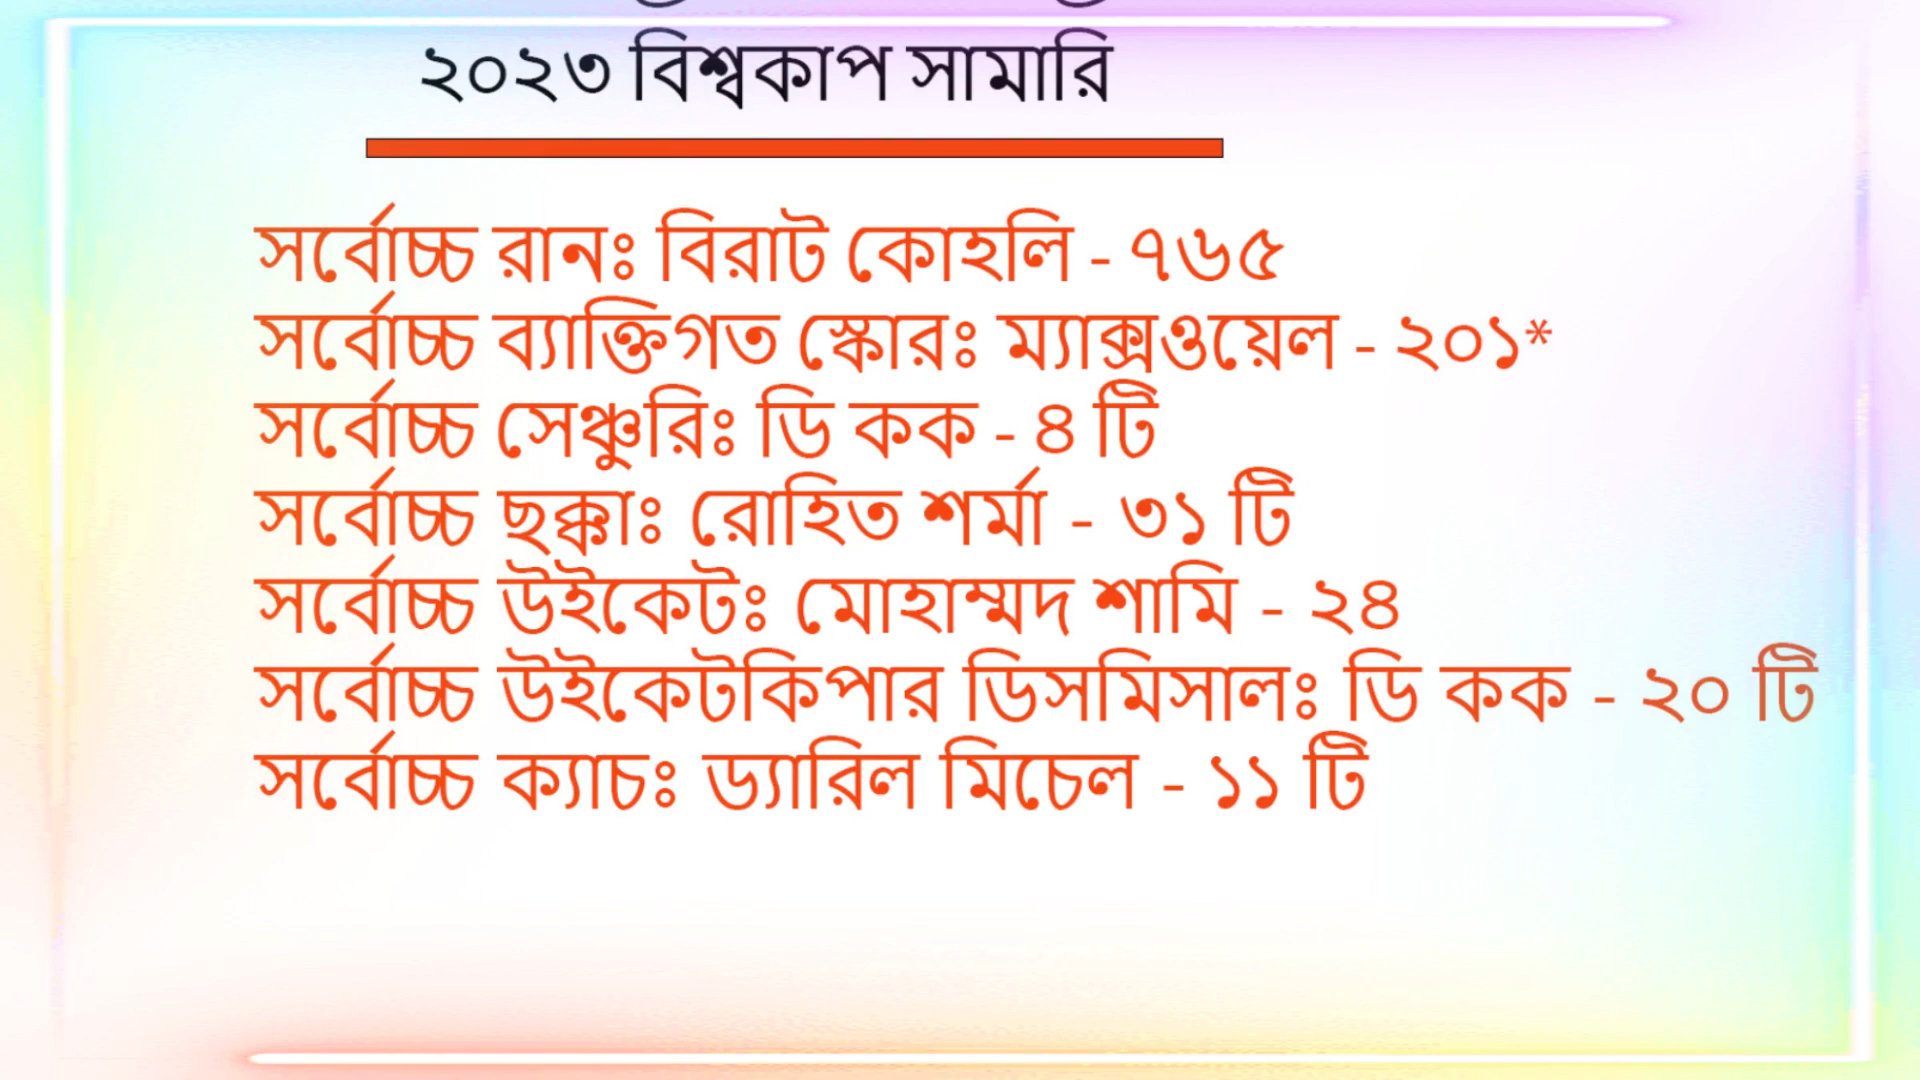 ২০২৩ বিশ্বকাপ সামারি
সর্বোচ্চ রানঃ বিরাট কোহলি - ৭৬৫
সর্বোচ্চ ব্যাক্তিগত স্কোরঃ ম্যাক্সওয়েল - ২০১*
সর্বোচ্চ সেঞ্চুরিঃ ডি কক - ৪ টি
সর্বোচ্চ ছক্কাঃ রোহিত শর্মা - ৩১ টি
সর্বোচ্চ উইকেটঃ মোহাম্মদ শামি - ২৪
সর্বোচ্চ উইকেটকিপার ডিসমিসালঃ ডি কক - ২০ টি
সর্বোচ্চ ক্যাচঃ ড্যারিল মিচেল - ১১ টি